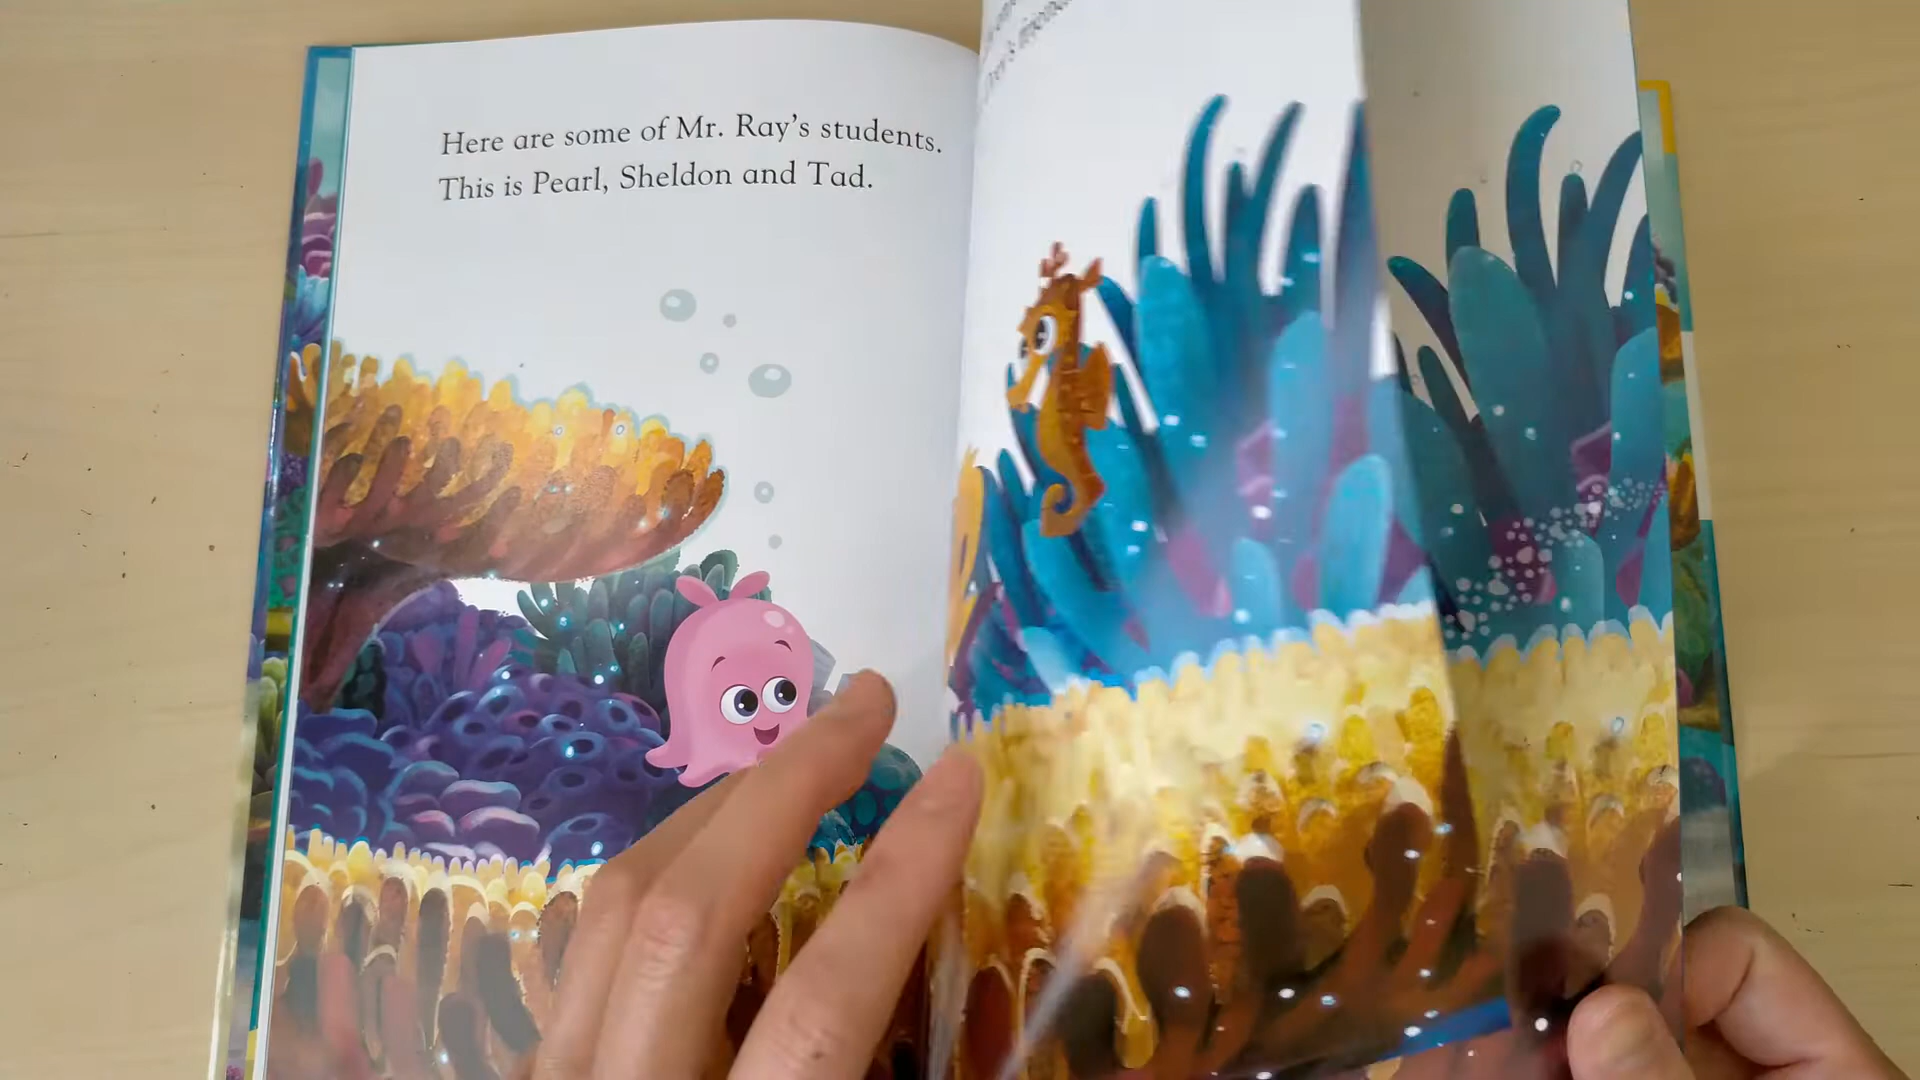 Here are some of Mr. Ray's students.
This is Pearl, Sheldon and Tad.